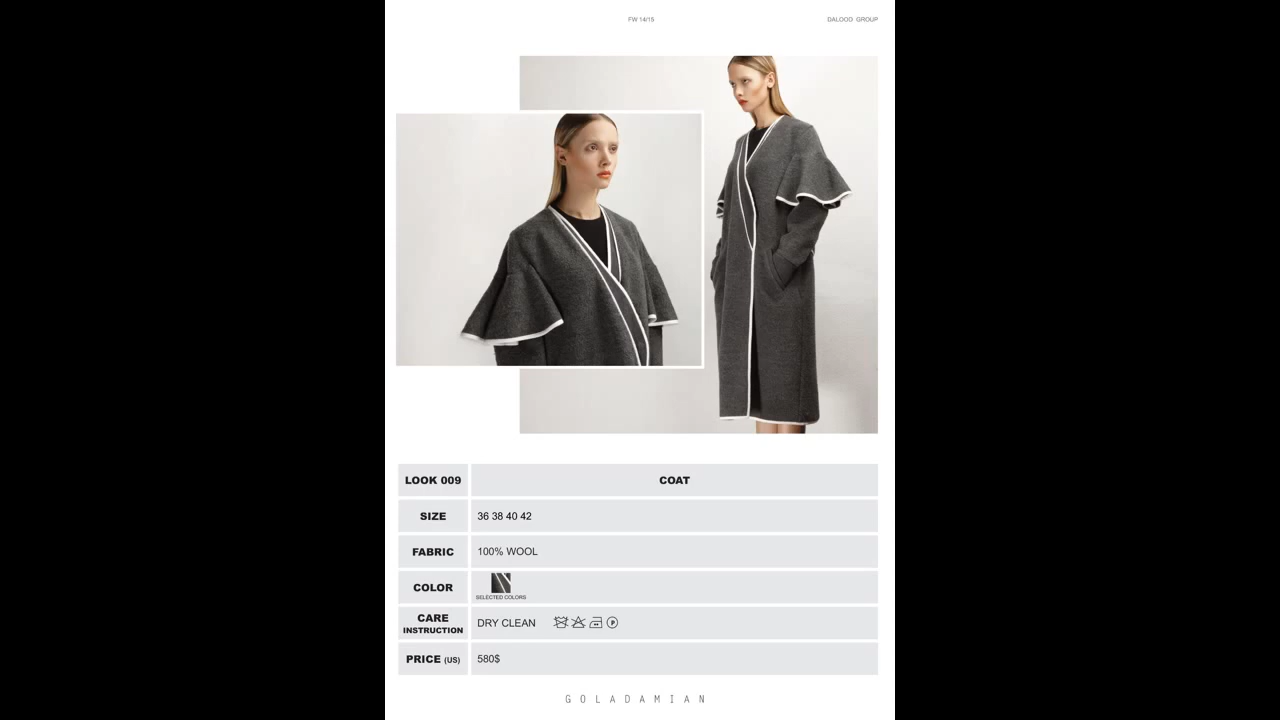 FW 14/15
DALOOG GROUP
LOOK 009
COAT
SIZE
36 38 40 42
FABRIC
100% WOOL
COLOR
SELECTED COLORS
CARE
INSTRUCTION
DRY CLEAN
P
PRICE (US)
580$
GOLADAMIAN